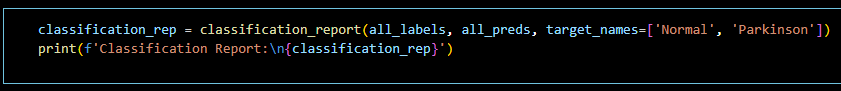 classification_rep = classification_report(all_labels, all_preds, target_names=['Normal', 'Parkinson'])
print(f'Classification Report:\n{classification_rep}')